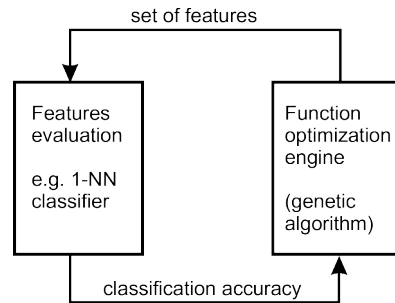 set of features
Features
evaluation
e.g. 1-NN
classifier
Function
optimization
engine
(genetic
algorithm)
classification accuracy